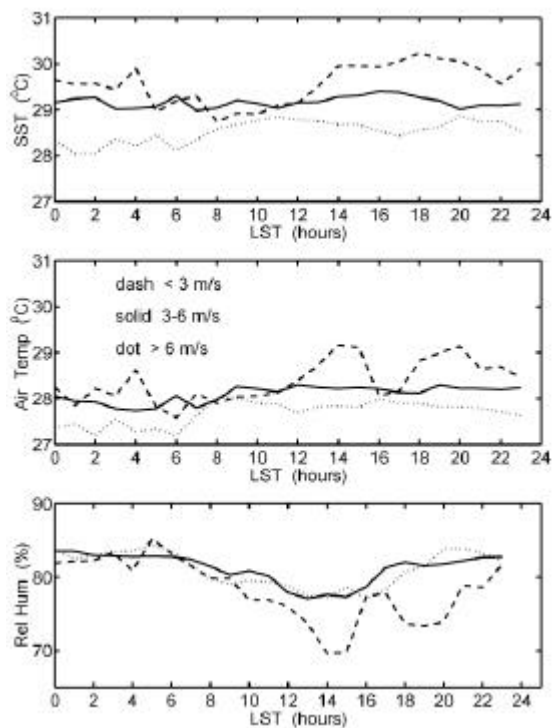 31
30
29
28
27
SST (°C)
0 2 4 6 8 10 12 14 16 18 20 22 24
LST (hours)
31
30
29
28
27
Air Temp (°C)
dash < 3 m/s
solid 3-6 m/s
dot > 6 m/s
0 2 4 6 8 10 12 14 16 18 20 22 24
LST (hours)
90
80
70
Rel Hum (%)
0 2 4 6 8 10 12 14 16 18 20 22 24
LST (hours)